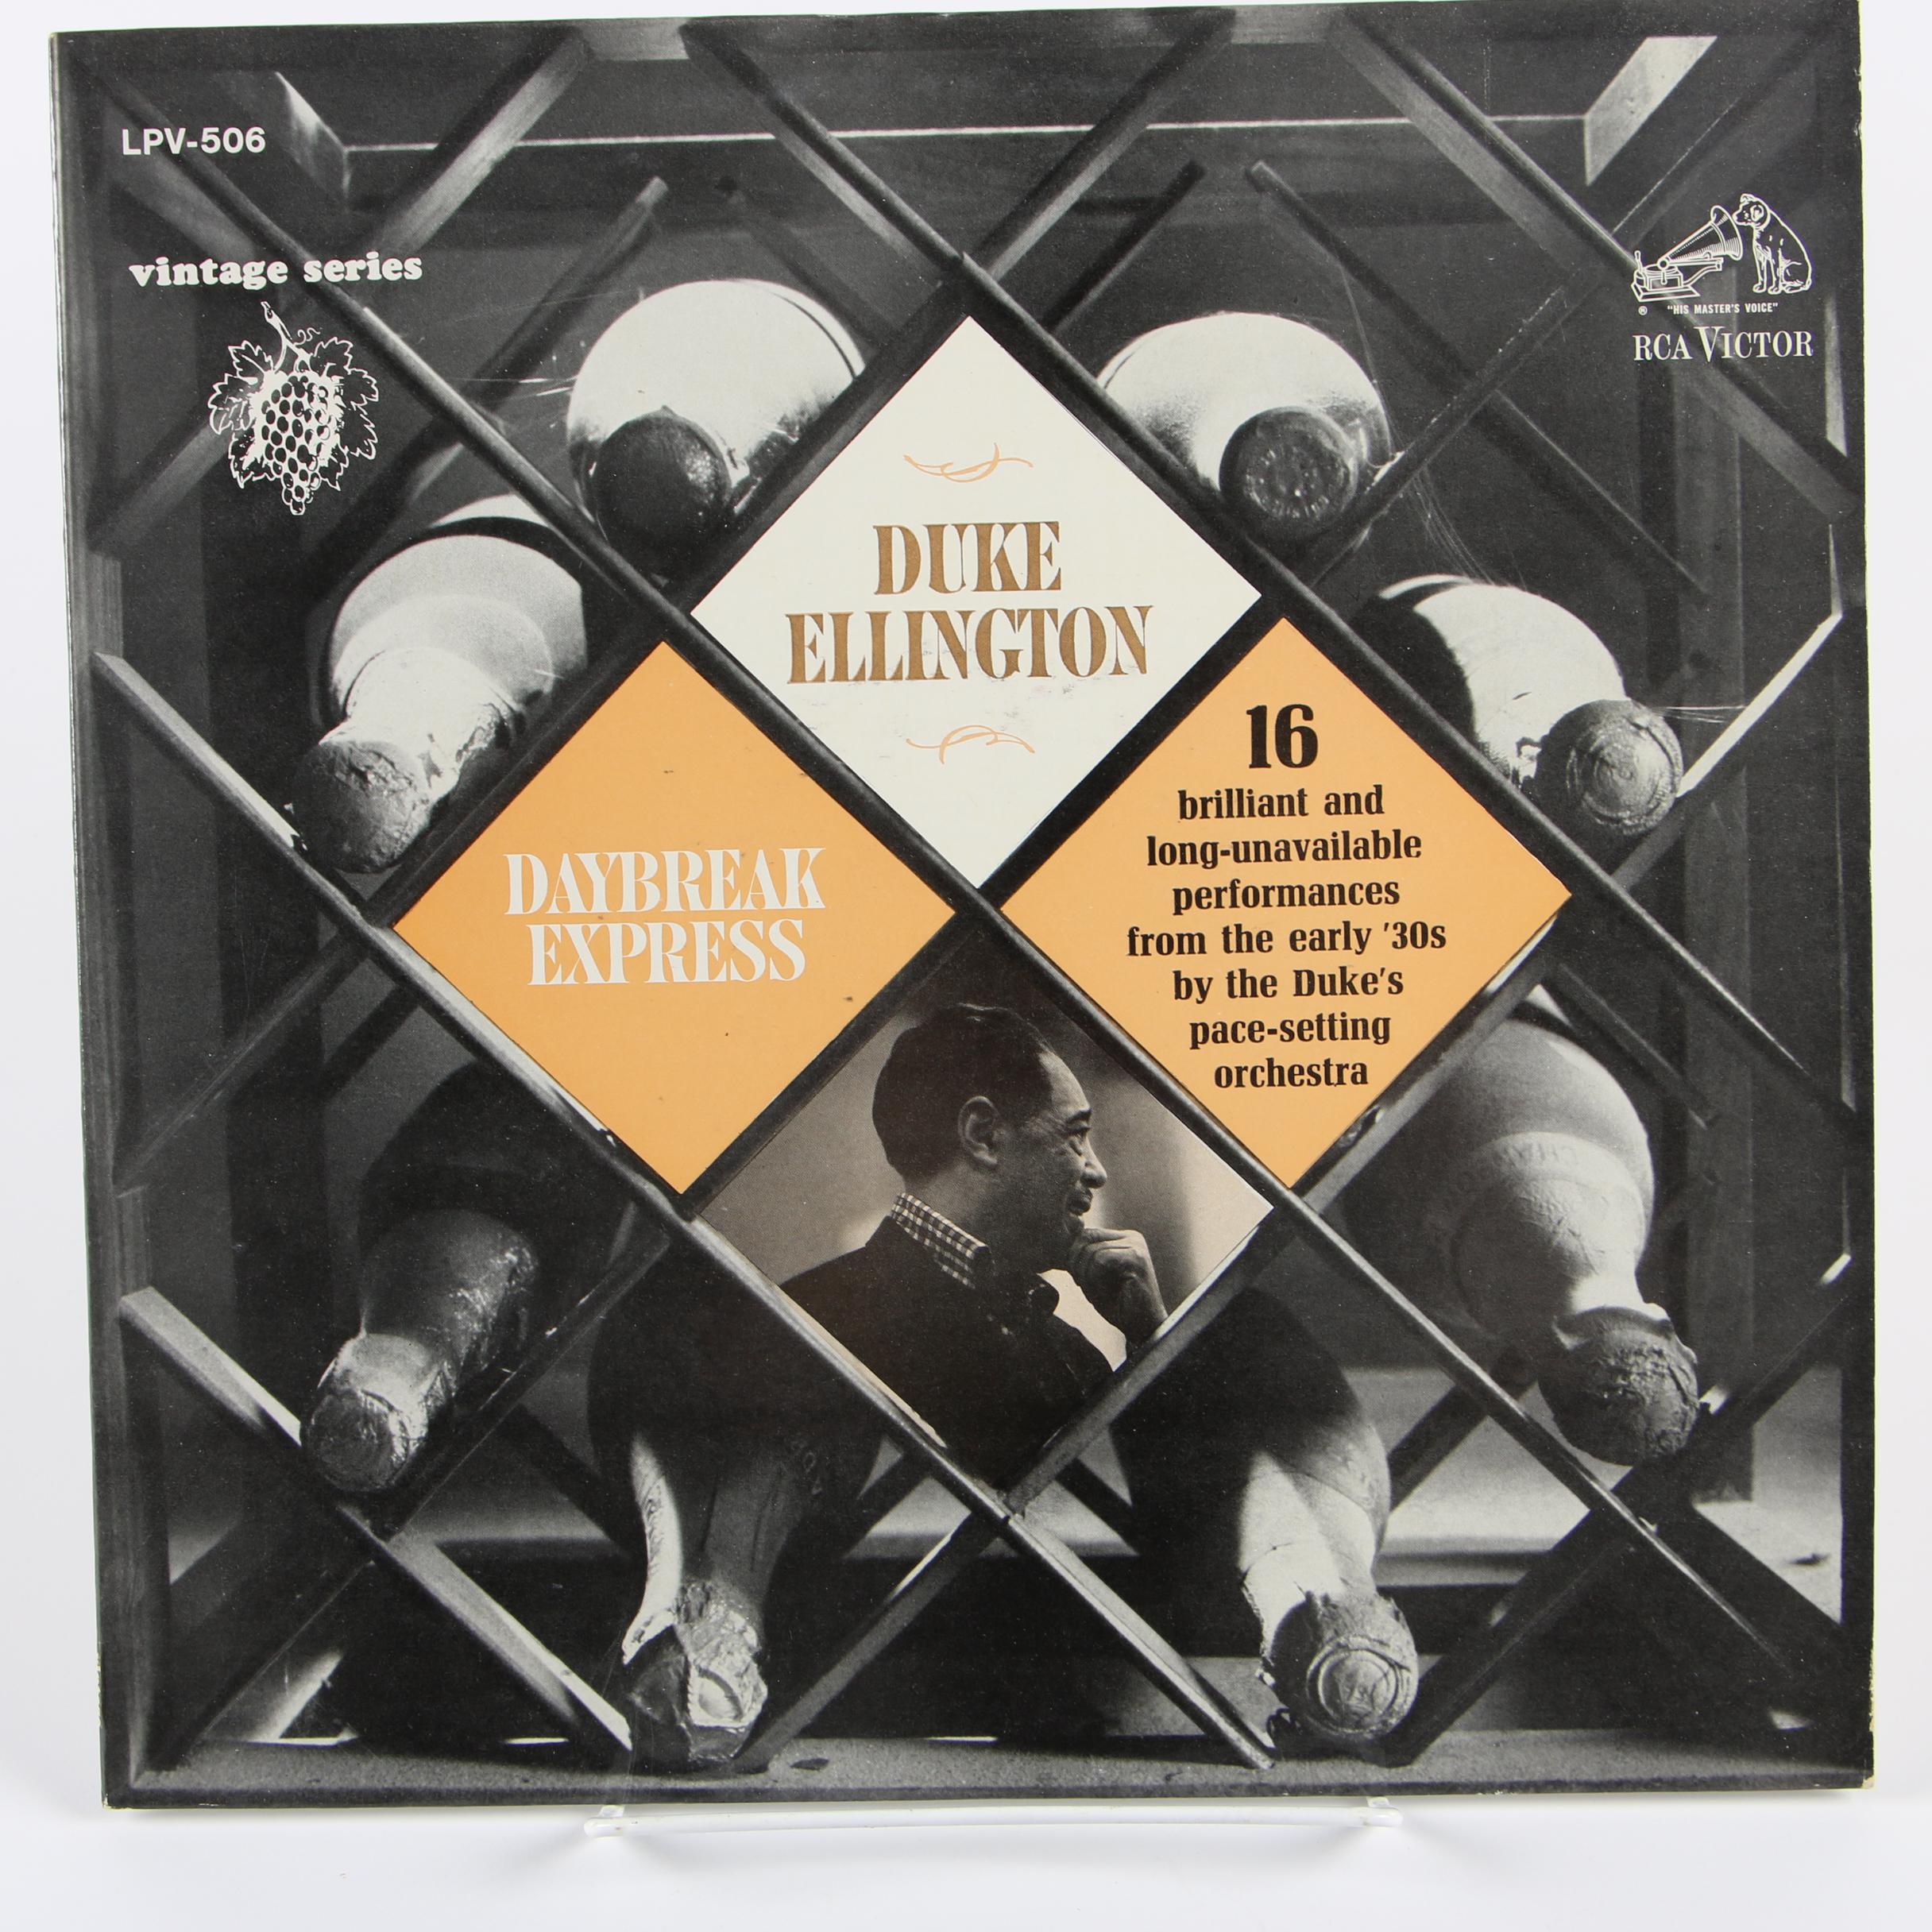 LPV-506
vintage series
® "HIS MASTER'S VOICE"
RCA VICTOR
DUKE
ELLINGTON
DAYBREAK
EXPRESS
16
brilliant and
long-unavailable
performances
from the early '30s
by the Duke's
pace-setting
orchestra